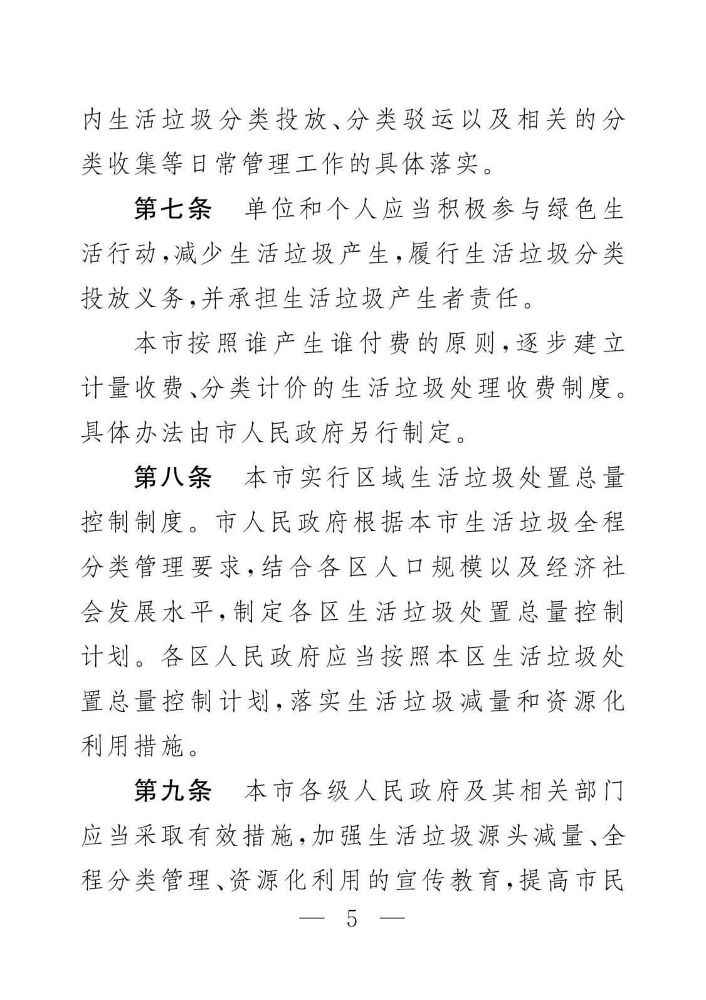 内生活垃圾分类投放、分类驳运以及相关的分
类收集等日常管理工作的具体落实。
第七条　单位和个人应当积极参与绿色生
活行动,减少生活垃圾产生,履行生活垃圾分类
投放义务,并承担生活垃圾产生者责任。
本市按照谁产生谁付费的原则,逐步建立
计量收费、分类计价的生活垃圾处理收费制度。
具体办法由市人民政府另行制定。
第八条　本市实行区域生活垃圾处置总量
控制制度。市人民政府根据本市生活垃圾全程
分类管理要求,结合各区人口规模以及经济社
会发展水平,制定各区生活垃圾处置总量控制
计划。各区人民政府应当按照本区生活垃圾处
置总量控制计划,落实生活垃圾减量和资源化
利用措施。
第九条　本市各级人民政府及其相关部门
应当采取有效措施,加强生活垃圾源头减量、全
程分类管理、资源化利用的宣传教育,提高市民
— 5 —